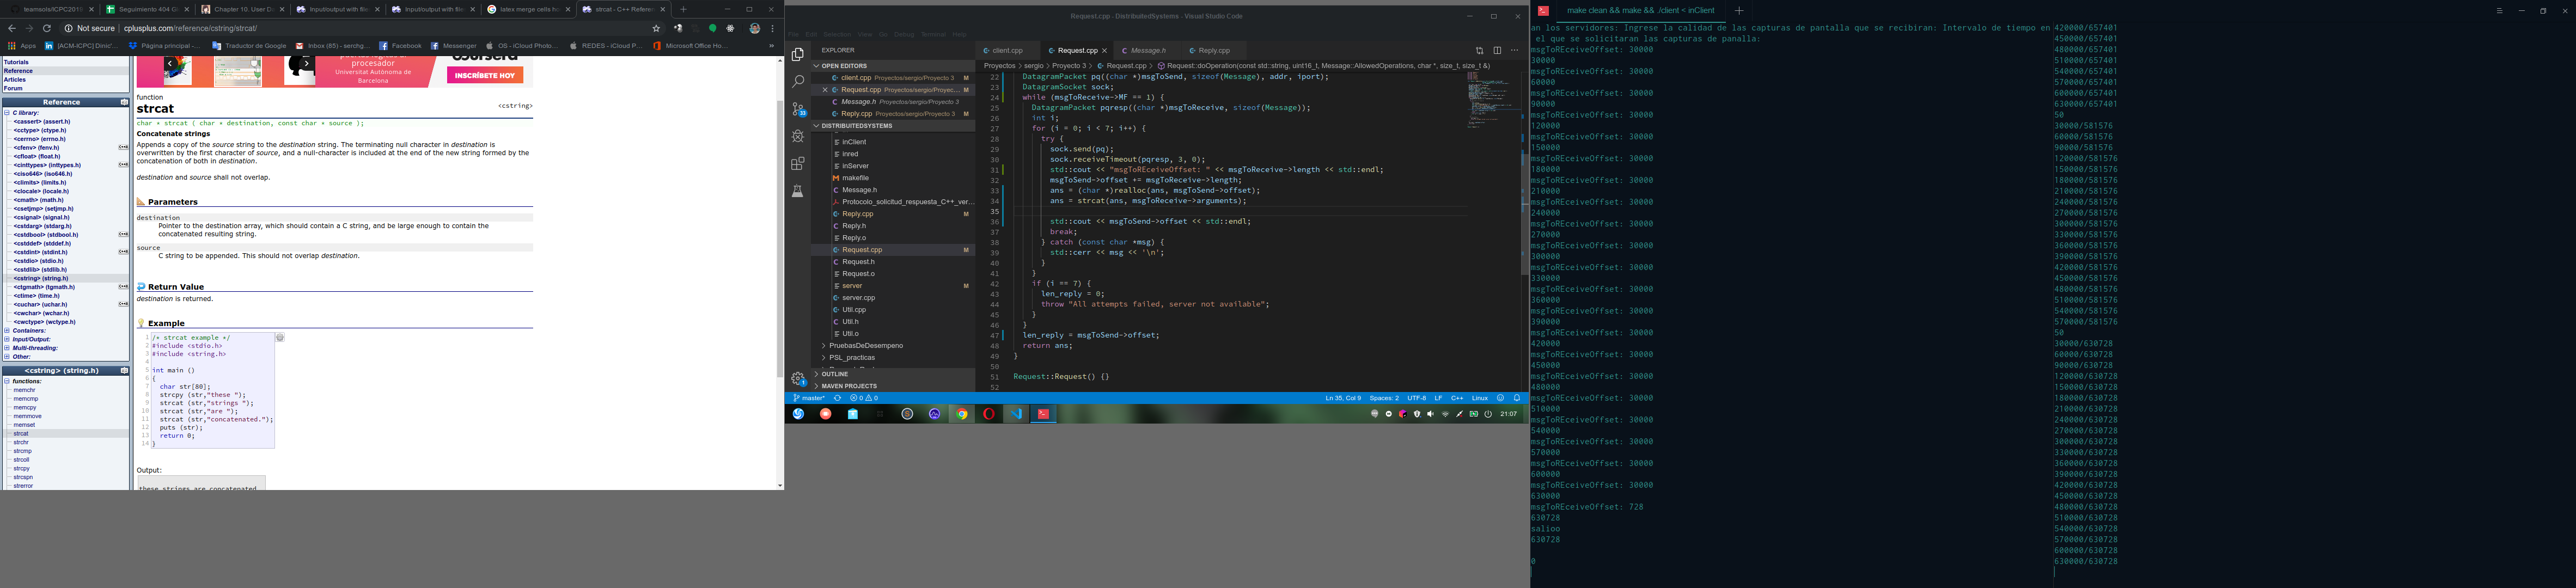 teamsols/ICPC2019
Seguimiento 404 Gi
Chapter 10. User Da
Input/output with file
Input/output with file
latex merge cells ho
strcat - C++ Referen
Not secure | cplusplus.com/reference/cstring/strcat/
Apps
[ACM-ICPC] Dinic'...
Página principal -...
Traductor de Google
Inbox (85) - serchg...
Facebook
Messenger
OS - iCloud Photo...
REDES - iCloud P...
Microsoft Office Ho...
Tutorials
Reference
Articles
Forum
Reference
C library:
<cassert> (assert.h)
<cctype> (ctype.h)
<cerrno> (errno.h)
<cfenv> (fenv.h)
<cfloat> (float.h)
<cinttypes> (inttypes.h)
<ciso646> (iso646.h)
<climits> (limits.h)
<clocale> (locale.h)
<cmath> (math.h)
<csetjmp> (setjmp.h)
<csignal> (signal.h)
<cstdarg> (stdarg.h)
<cstdbool> (stdbool.h)
<cstddef> (stddef.h)
<cstdint> (stdint.h)
<cstdio> (stdio.h)
<cstdlib> (stdlib.h)
<cstring> (string.h)
<ctgmath> (tgmath.h)
<ctime> (time.h)
<cuchar> (uchar.h)
<cwchar> (wchar.h)
<cwctype> (wctype.h)
Containers:
Input/Output:
Multi-threading:
Other:
<cstring> (string.h)
functions:
memchr
memcmp
memcpy
memmove
memset
strcat
strchr
strcmp
strcoll
strcpy
strcspn
strerror
procesador
Universitat Autònoma de
Barcelona
INSCRÍBETE HOY
function
strcat
<cstring>
char * strcat ( char * destination, const char * source );
Concatenate strings
Appends a copy of the source string to the destination string. The terminating null character in destination is
overwritten by the first character of source, and a null-character is included at the end of the new string formed by the
concatenation of both in destination.
destination and source shall not overlap.
Parameters
destination
Pointer to the destination array, which should contain a C string, and be large enough to contain the
concatenated resulting string.
source
C string to be appended. This should not overlap destination.
Return Value
destination is returned.
Example
1 /* strcat example */
2 #include <stdio.h>
3 #include <string.h>
4
5 int main ()
6 {
7 char str[80];
8 strcpy (str,"these ");
9 strcat (str,"strings ");
10 strcat (str,"are ");
11 strcat (str,"concatenated.");
12 puts (str);
13 return 0;
14 }
Output:
these strings are concatenated.
Request.cpp - DistributedSystems - Visual Studio Code
File Edit Selection View Go Debug Terminal Help
EXPLORER
OPEN EDITORS
client.cpp Proyectos/sergio/Proyecto 3 M
Request.cpp Proyectos/sergio/Proyec... M
Message.h Proyectos/sergio/Proyecto 3
Reply.cpp Proyectos/sergio/Proyecto 3 M
DISTRIBUITEDSYSTEMS
inClient
inred
inServer
makefile
Message.h
Protocolo_solicitud_respuesta_C++_ver...
Reply.cpp M
Reply.h
Reply.o
Request.cpp M
Request.h
Request.o
server M
server.cpp
Util.cpp
Util.h
Util.o
PruebasDeDesempeno
PSL_practicas
OUTLINE
MAVEN PROJECTS
33
1
client.cpp
Request.cpp
Message.h
Reply.cpp
Proyectos > sergio > Proyecto 3 > Request.cpp > Request::doOperation(const std::string, uint16_t, Message::AllowedOperations, char *, size_t, size_t &)
22 DatagramPacket pq((char *)msgToSend, sizeof(Message), addr, iport);
23 DatagramSocket sock;
24 while (msgToReceive->MF == 1) {
25 DatagramPacket pqresp((char *)msgToReceive, sizeof(Message));
26 int i;
27 for (i = 0; i < 7; i++) {
28 try {
29 sock.send(pq);
30 sock.receiveTimeout(pqresp, 3, 0);
31 std::cout << "msgToREceiveOffset: " << msgToReceive->length << std::endl;
32 msgToSend->offset += msgToReceive->length;
33 ans = (char *)realloc(ans, msgToSend->offset);
34 ans = strcat(ans, msgToReceive->arguments);
35
36 std::cout << msgToSend->offset << std::endl;
37 break;
38 } catch (const char *msg) {
39 std::cerr << msg << '\n';
40 }
41 }
42 if (i == 7) {
43 len_reply = 0;
44 throw "All attempts failed, server not available";
45 }
46 }
47 len_reply = msgToSend->offset;
48 return ans;
49 }
50
51 Request::Request() {}
52
master*
0 0
Ln 35, Col 9 Spaces: 2 UTF-8 LF C++ Linux
21:07
make clean && make && ./client < inClient
an los servidores: Ingrese la calidad de las capturas de pantalla que se recibiran: Intervalo de tiempo en
el que se solicitaran las capturas de panalla:
msgToREceiveOffset: 30000
30000
msgToREceiveOffset: 30000
60000
msgToREceiveOffset: 30000
90000
msgToREceiveOffset: 30000
120000
msgToREceiveOffset: 30000
150000
msgToREceiveOffset: 30000
180000
msgToREceiveOffset: 30000
210000
msgToREceiveOffset: 30000
240000
msgToREceiveOffset: 30000
270000
msgToREceiveOffset: 30000
300000
msgToREceiveOffset: 30000
330000
msgToREceiveOffset: 30000
360000
msgToREceiveOffset: 30000
390000
msgToREceiveOffset: 30000
420000
msgToREceiveOffset: 30000
450000
msgToREceiveOffset: 30000
480000
msgToREceiveOffset: 30000
510000
msgToREceiveOffset: 30000
540000
msgToREceiveOffset: 30000
570000
msgToREceiveOffset: 30000
600000
msgToREceiveOffset: 30000
630000
msgToREceiveOffset: 728
630728
salioo
630728
0
420000/657401
450000/657401
480000/657401
510000/657401
540000/657401
570000/657401
600000/657401
630000/657401
50
30000/581576
60000/581576
90000/581576
120000/581576
150000/581576
180000/581576
210000/581576
240000/581576
270000/581576
300000/581576
330000/581576
360000/581576
390000/581576
420000/581576
450000/581576
480000/581576
510000/581576
540000/581576
570000/581576
50
30000/630728
60000/630728
90000/630728
120000/630728
150000/630728
180000/630728
210000/630728
240000/630728
270000/630728
300000/630728
330000/630728
360000/630728
390000/630728
420000/630728
450000/630728
480000/630728
510000/630728
540000/630728
570000/630728
600000/630728
630000/630728